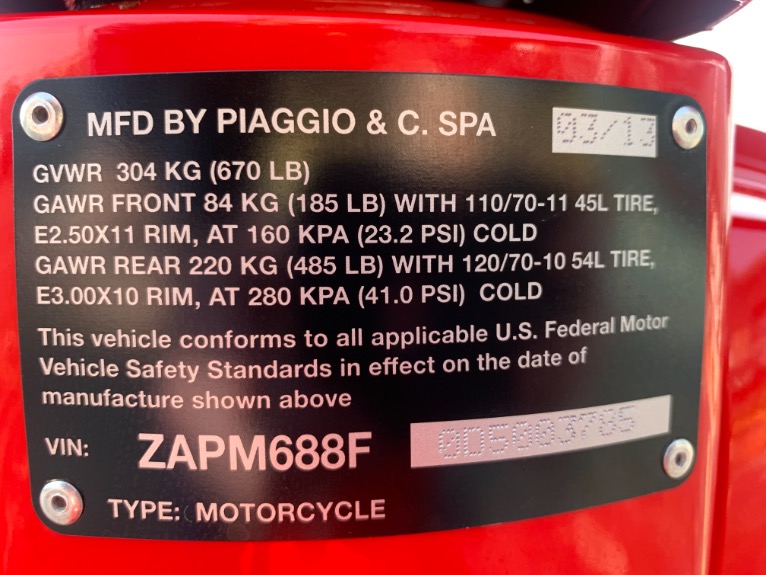 MFD BY PIAGGIO & C. SPA 03/13
GVWR 304 KG (670 LB)
GAWR FRONT 84 KG (185 LB) WITH 110/70-11 45L TIRE,
E2.50X11 RIM, AT 160 KPA (23.2 PSI) COLD
GAWR REAR 220 KG (485 LB) WITH 120/70-10 54L TIRE,
E3.00X10 RIM, AT 280 KPA (41.0 PSI) COLD
This vehicle conforms to all applicable U.S. Federal Motor
Vehicle Safety Standards in effect on the date of
manufacture shown above
VIN: ZAPM688F 0D5003785
TYPE: MOTORCYCLE